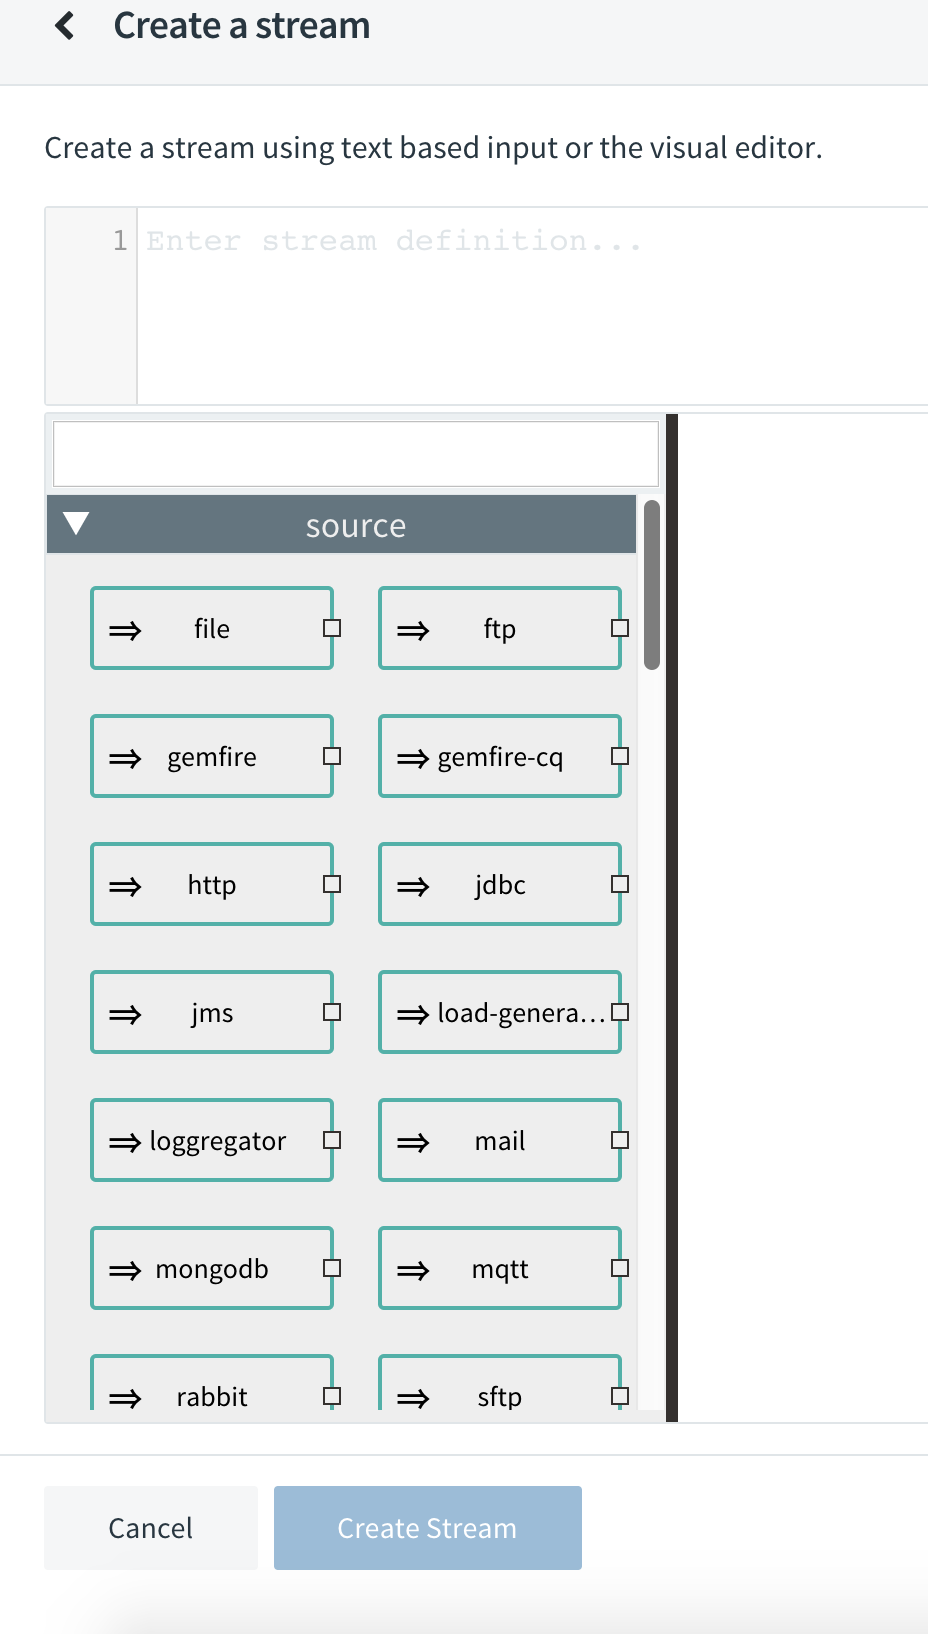 Create a stream
Create a stream using text based input or the visual editor.
1 Enter stream definition...
source
file ftp
gemfire gemfire-cq
http jdbc
jms load-genera...
loggregator mail
mongodb mqtt
rabbit sftp
Cancel Create Stream